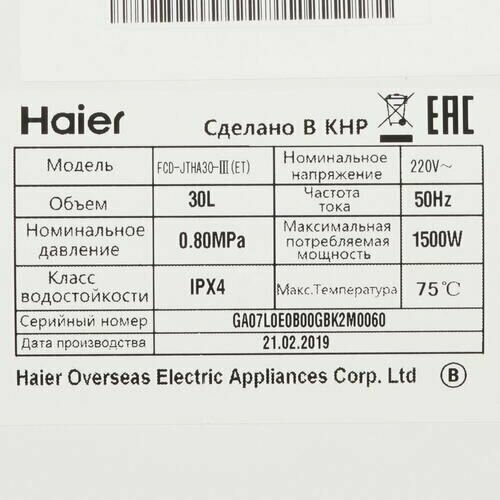 Haier Сделано В КНР EAC
Модель FCD-JTHA30-III(ET) Номинальное напряжение 220V~
Объем 30L Частота тока 50Hz
Номинальное давление 0.80MPa Максимальная потребляемая мощность 1500W
Класс водостойкости IPX4 Макс.Температура 75℃
Серийный номер GA07L0E0B00GBK2M0060
Дата производства 21.02.2019
Haier Overseas Electric Appliances Corp. Ltd B